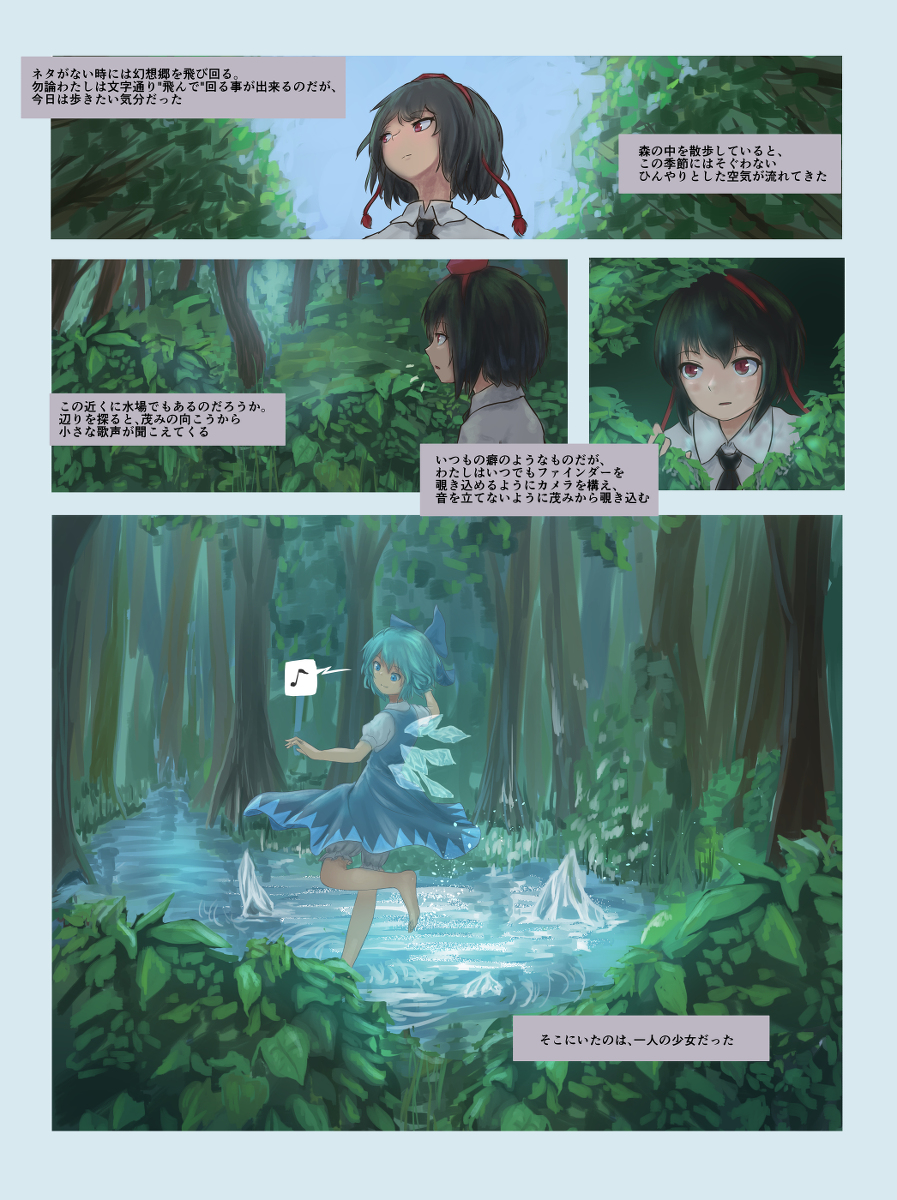 ネタがない時には幻想郷を飛び回る。
勿論わたしは文字通り"飛んで"回る事が出来るのだが、
今日は歩きたい気分だった
森の中を散歩していると、
この季節にはそぐわない
ひんやりとした空気が流れてきた
この近くに水場でもあるのだろうか。
辺りを探ると、茂みの向こうから
小さな歌声が聞こえてくる
いつもの癖のようなものだが、
わたしはいつでもファインダーを
覗き込めるようにカメラを構え、
音を立てないように茂みから覗き込む
♪
そこにいたのは、一人の少女だった